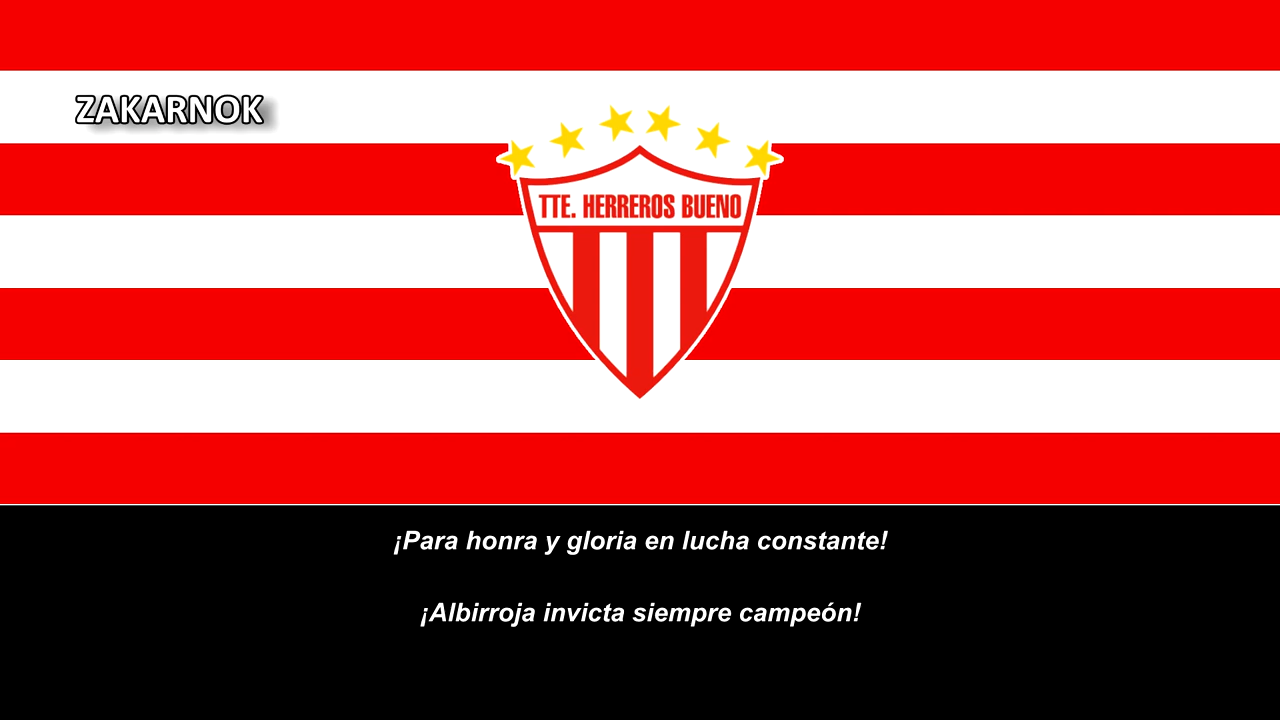 ZAKARNOK
TTE. HERREROS BUENO
¡Para honra y gloria en lucha constante!
¡Albirroja invicta siempre campeón!